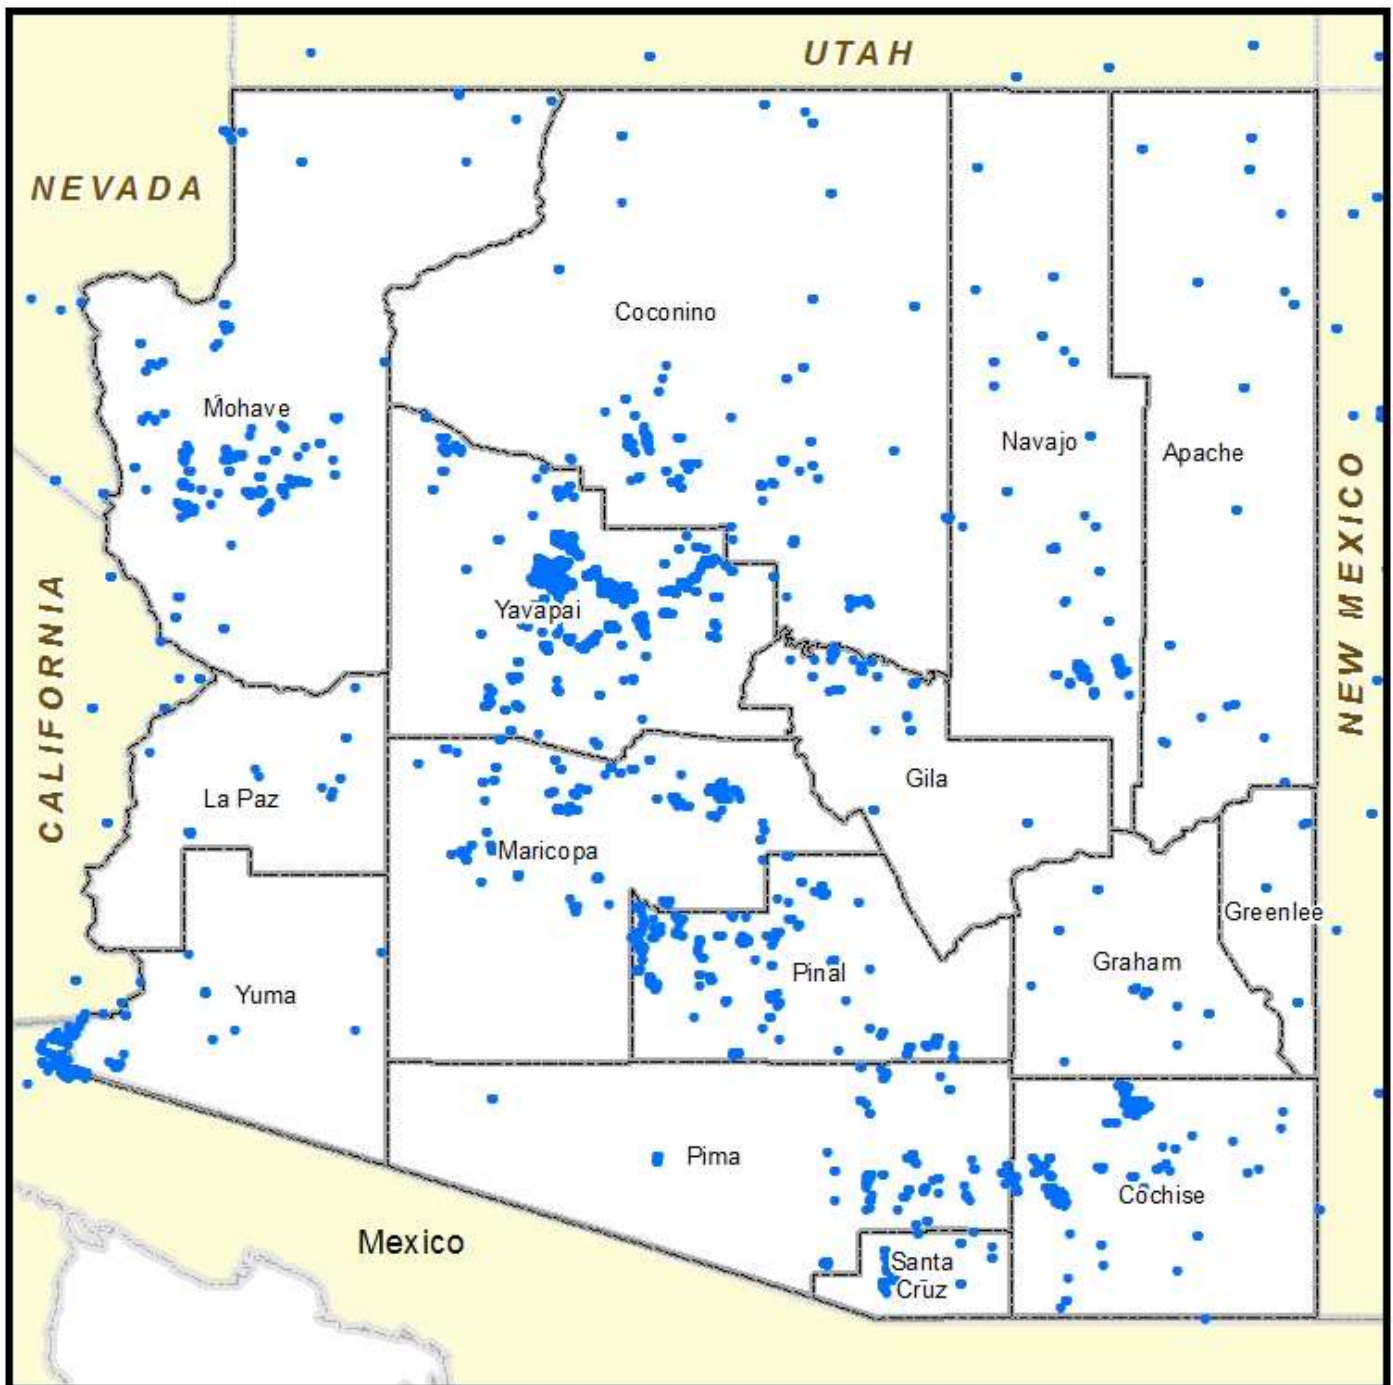 UTAH
NEVADA
Coconino
Mohave
Navajo
Apache
NEW MEXICO
CALIFORNIA
Yavapai
La Paz
Gila
Maricopa
Greenlee
Graham
Pinal
Yuma
Pima
Cochise
Mexico
Santa
Cruz